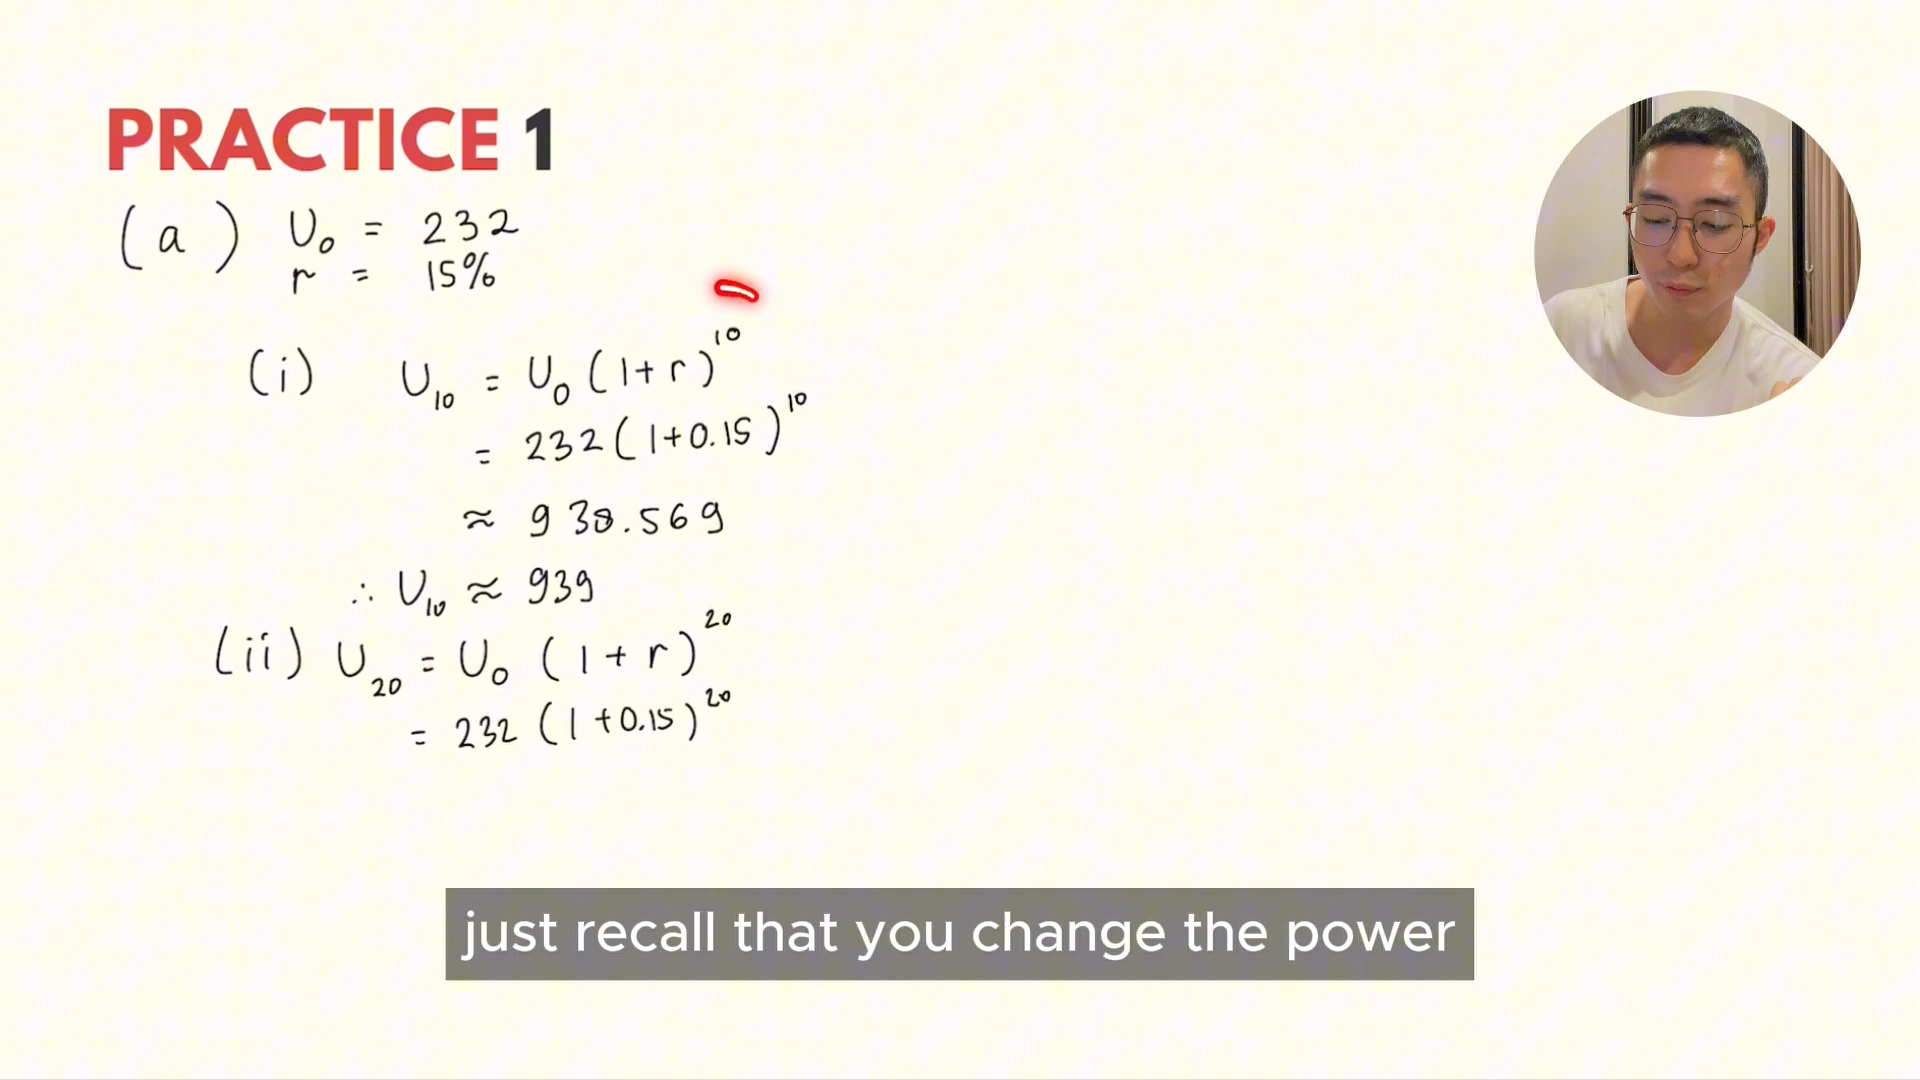 PRACTICE 1
(a) U₀ = 232
r = 15%
(i) U₁₀ = U₀ (1+r)¹⁰
= 232 (1+0.15)¹⁰
≈ 938.569
∴ U₁₀ ≈ 939
(ii) U₂₀ = U₀ (1 + r)²⁰
= 232 (1 + 0.15)²⁰
just recall that you change the power